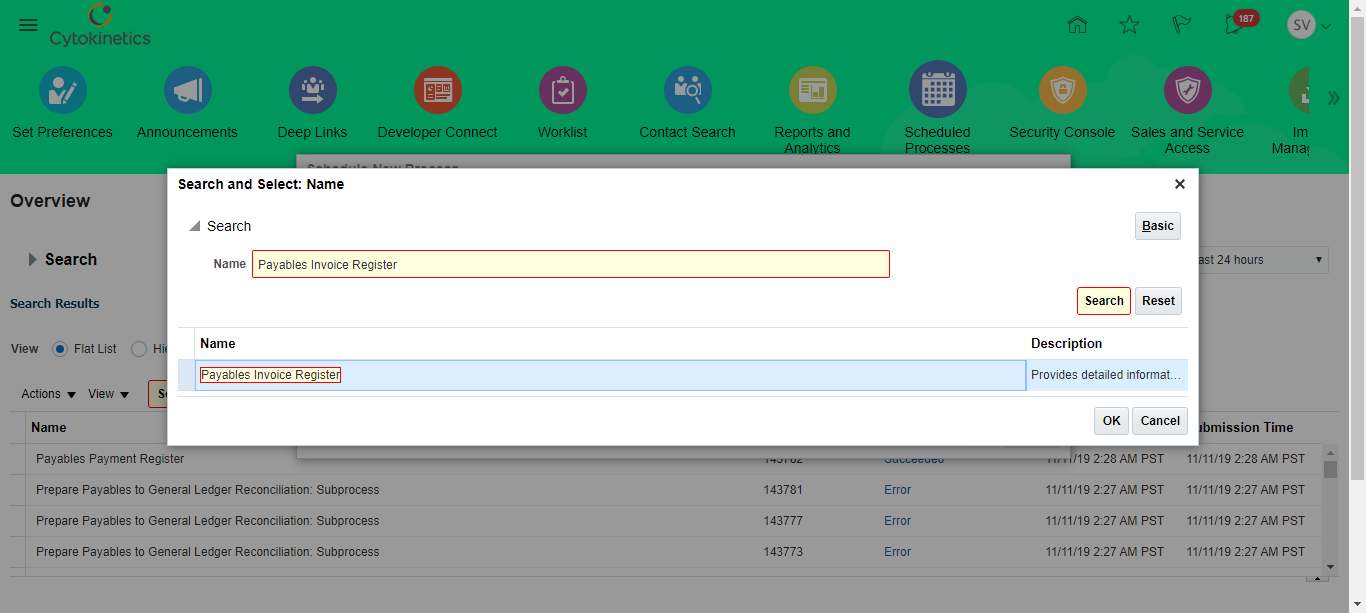 Cytokinetics
187
SV
Set Preferences
Announcements
Deep Links
Developer Connect
Worklist
Contact Search
Reports and Analytics
Scheduled Processes
Security Console
Sales and Service Access
Im
Manag
Schedule New Process
Overview
Search and Select: Name
Search
Basic
Name Payables Invoice Register
Search
ast 24 hours
Search Reset
Search Results
Name Description
View Flat List Hie
Payables Invoice Register Provides detailed informat...
Actions View Se
OK Cancel
Name ubmission Time
Payables Payment Register 143782 Succeeded 11/11/19 2:28 AM PST 11/11/19 2:28 AM PST
Prepare Payables to General Ledger Reconciliation: Subprocess 143781 Error 11/11/19 2:27 AM PST 11/11/19 2:27 AM PST
Prepare Payables to General Ledger Reconciliation: Subprocess 143777 Error 11/11/19 2:27 AM PST 11/11/19 2:27 AM PST
Prepare Payables to General Ledger Reconciliation: Subprocess 143773 Error 11/11/19 2:27 AM PST 11/11/19 2:27 AM PST